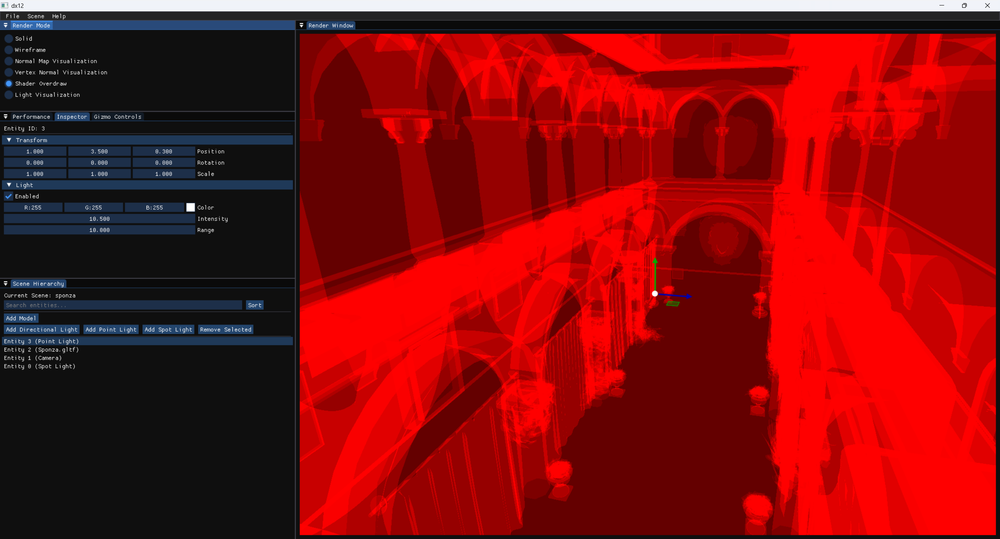 dx12
File Scene Help
Render Mode
Solid
Wireframe
Normal Map Visualization
Vertex Normal Visualization
Shader Overdraw
Light Visualization
Performance Inspector Gizmo Controls
Entity ID: 3
Transform
1.000 3.500 0.300 Position
0.000 0.000 0.000 Rotation
1.000 1.000 1.000 Scale
Light
Enabled
R:255 G:255 B:255 Color
10.500 Intensity
10.000 Range
Scene Hierarchy
Current Scene: sponza
Search entities... Sort
Add Model
Add Directional Light Add Point Light Add Spot Light Remove Selected
Entity 3 (Point Light)
Entity 2 (Sponza.gltf)
Entity 1 (Camera)
Entity 0 (Spot Light)
Render Window